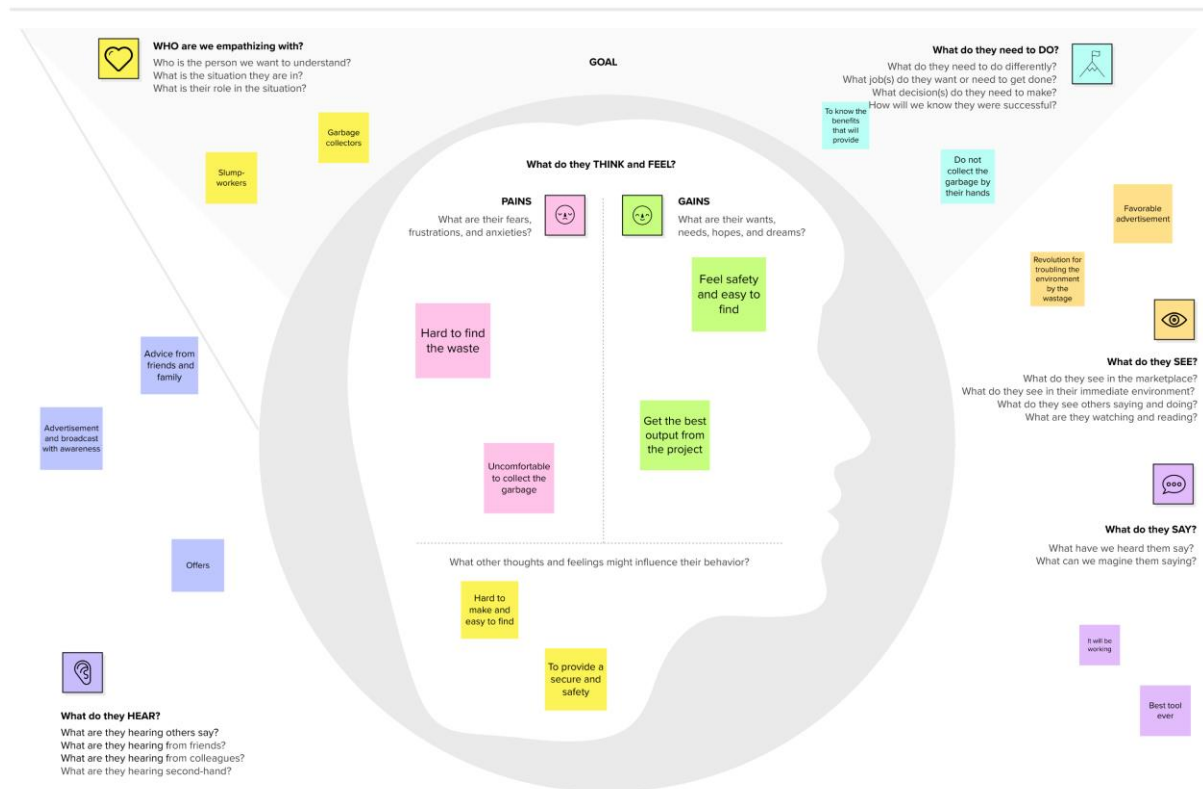 WHO are we empathizing with?
Who is the person we want to understand?
What is the situation they are in?
What is their role in the situation?
Garbage
collectors
Slump-
workers
GOAL
What do they need to DO?
What do they need to do differently?
What job(s) do they want or need to get done?
What decision(s) do they need to make?
How will we know they were successful?
To know the
benefits
that will
provide
Do not
collect the
garbage by
their hands
What do they THINK and FEEL?
PAINS
What are their fears,
frustrations, and anxieties?
GAINS
What are their wants,
needs, hopes, and dreams?
Hard to find
the waste
Uncomfortable
to collect the
garbage
Feel safety
and easy to
find
Get the best
output from
the project
What other thoughts and feelings might influence their behavior?
Hard to
make and
easy to find
To provide a
secure and
safety
Favorable
advertisement
Revolution for
troubling the
environment
by the
wastage
What do they SEE?
What do they see in the marketplace?
What do they see in their immediate environment?
What do they see others saying and doing?
What are they watching and reading?
What do they SAY?
What have we heard them say?
What can we magine them saying?
It will be
working
Best tool
ever
Advice from
friends and
family
Advertisement
and broadcast
with awareness
Offers
What do they HEAR?
What are they hearing others say?
What are they hearing from friends?
What are they hearing from colleagues?
What are they hearing second-hand?